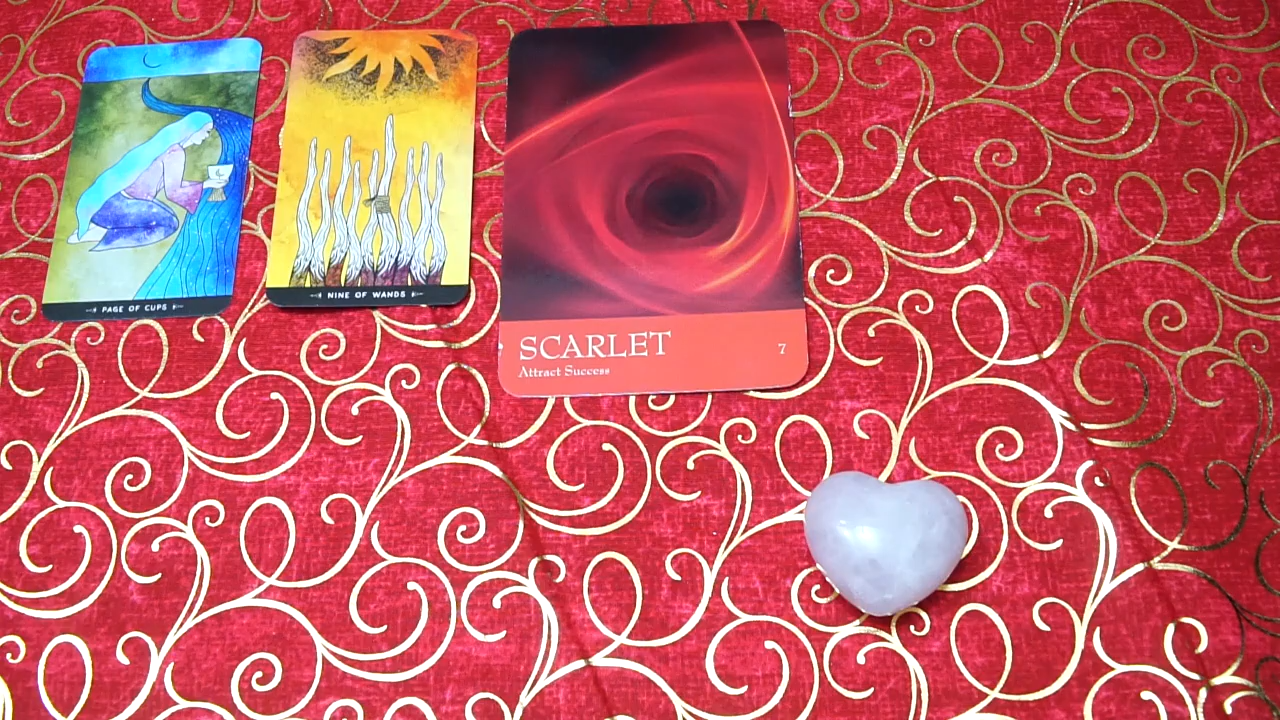 PAGE OF CUPS
NINE OF WANDS
SCARLET
7
Attract Success